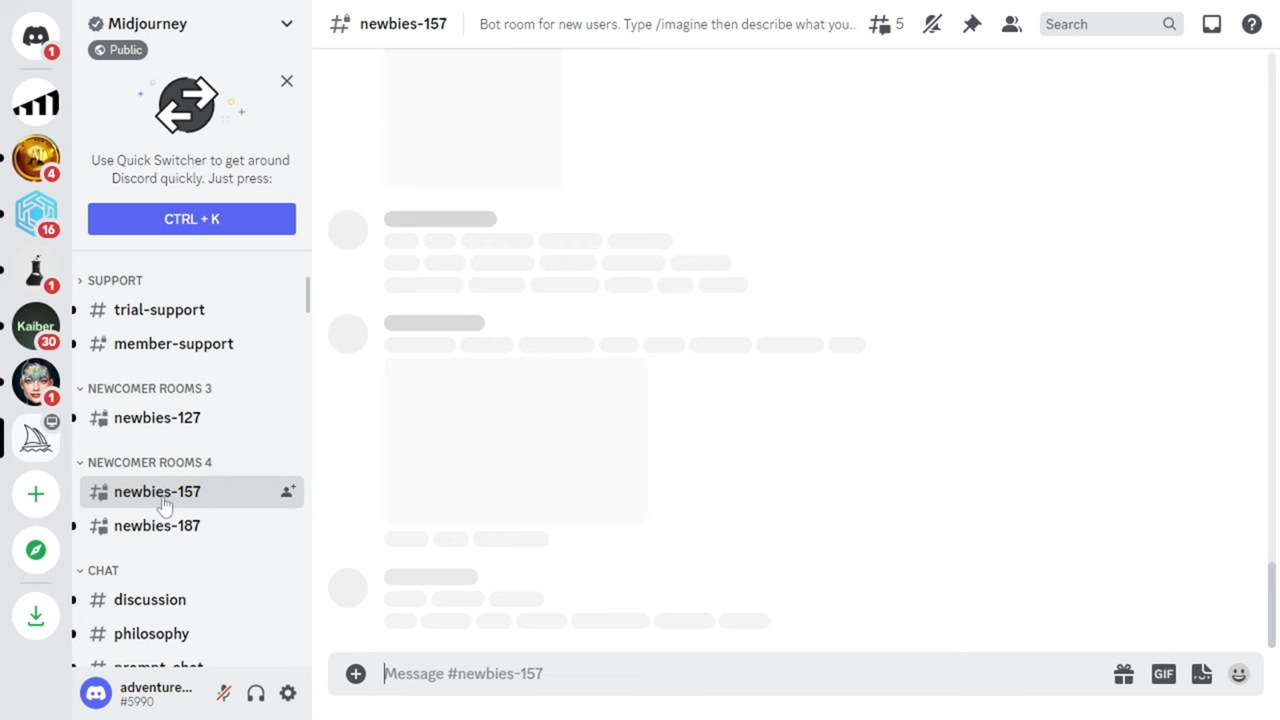 Midjourney
Public
Use Quick Switcher to get around
Discord quickly. Just press:
CTRL + K
SUPPORT
trial-support
member-support
NEWCOMER ROOMS 3
newbies-127
NEWCOMER ROOMS 4
newbies-157
newbies-187
CHAT
discussion
philosophy
prompt-chat
adventure...
#5990
1
4
16
1
Kaiber
30
1
newbies-157
Bot room for new users. Type /imagine then describe what you...
5
Search
Message #newbies-157
GIF